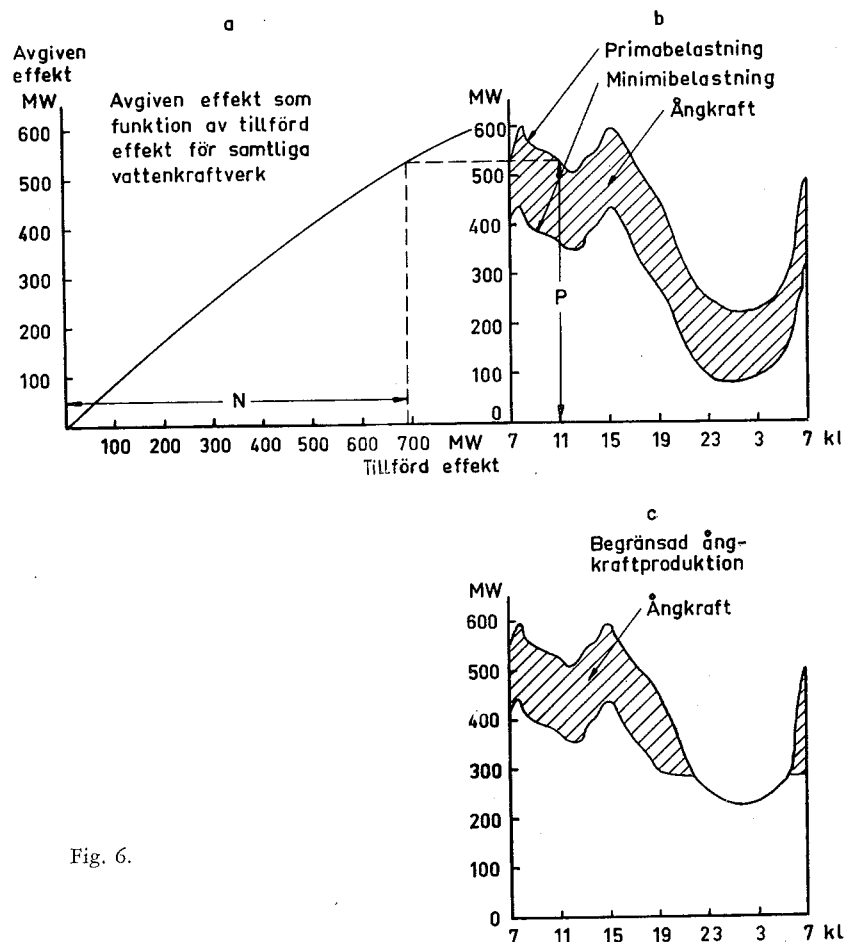 a
Avgiven
effekt
MW
Avgiven effekt som
funktion av tillförd
effekt för samtliga
vattenkraftverk
600
500
400
300
200
100
N
100 200 300 400 500 600 700 MW
Tillförd effekt
b
Primabelastning
Minimibelastning
Ångkraft
MW
600
500
400
300
200
100
0
P
7 11 15 19 23 3 7 kl
c
Begränsad ång-
kraftproduktion
MW
Ångkraft
600
500
400
300
200
100
0
7 11 15 19 23 3 7 kl
Fig. 6.